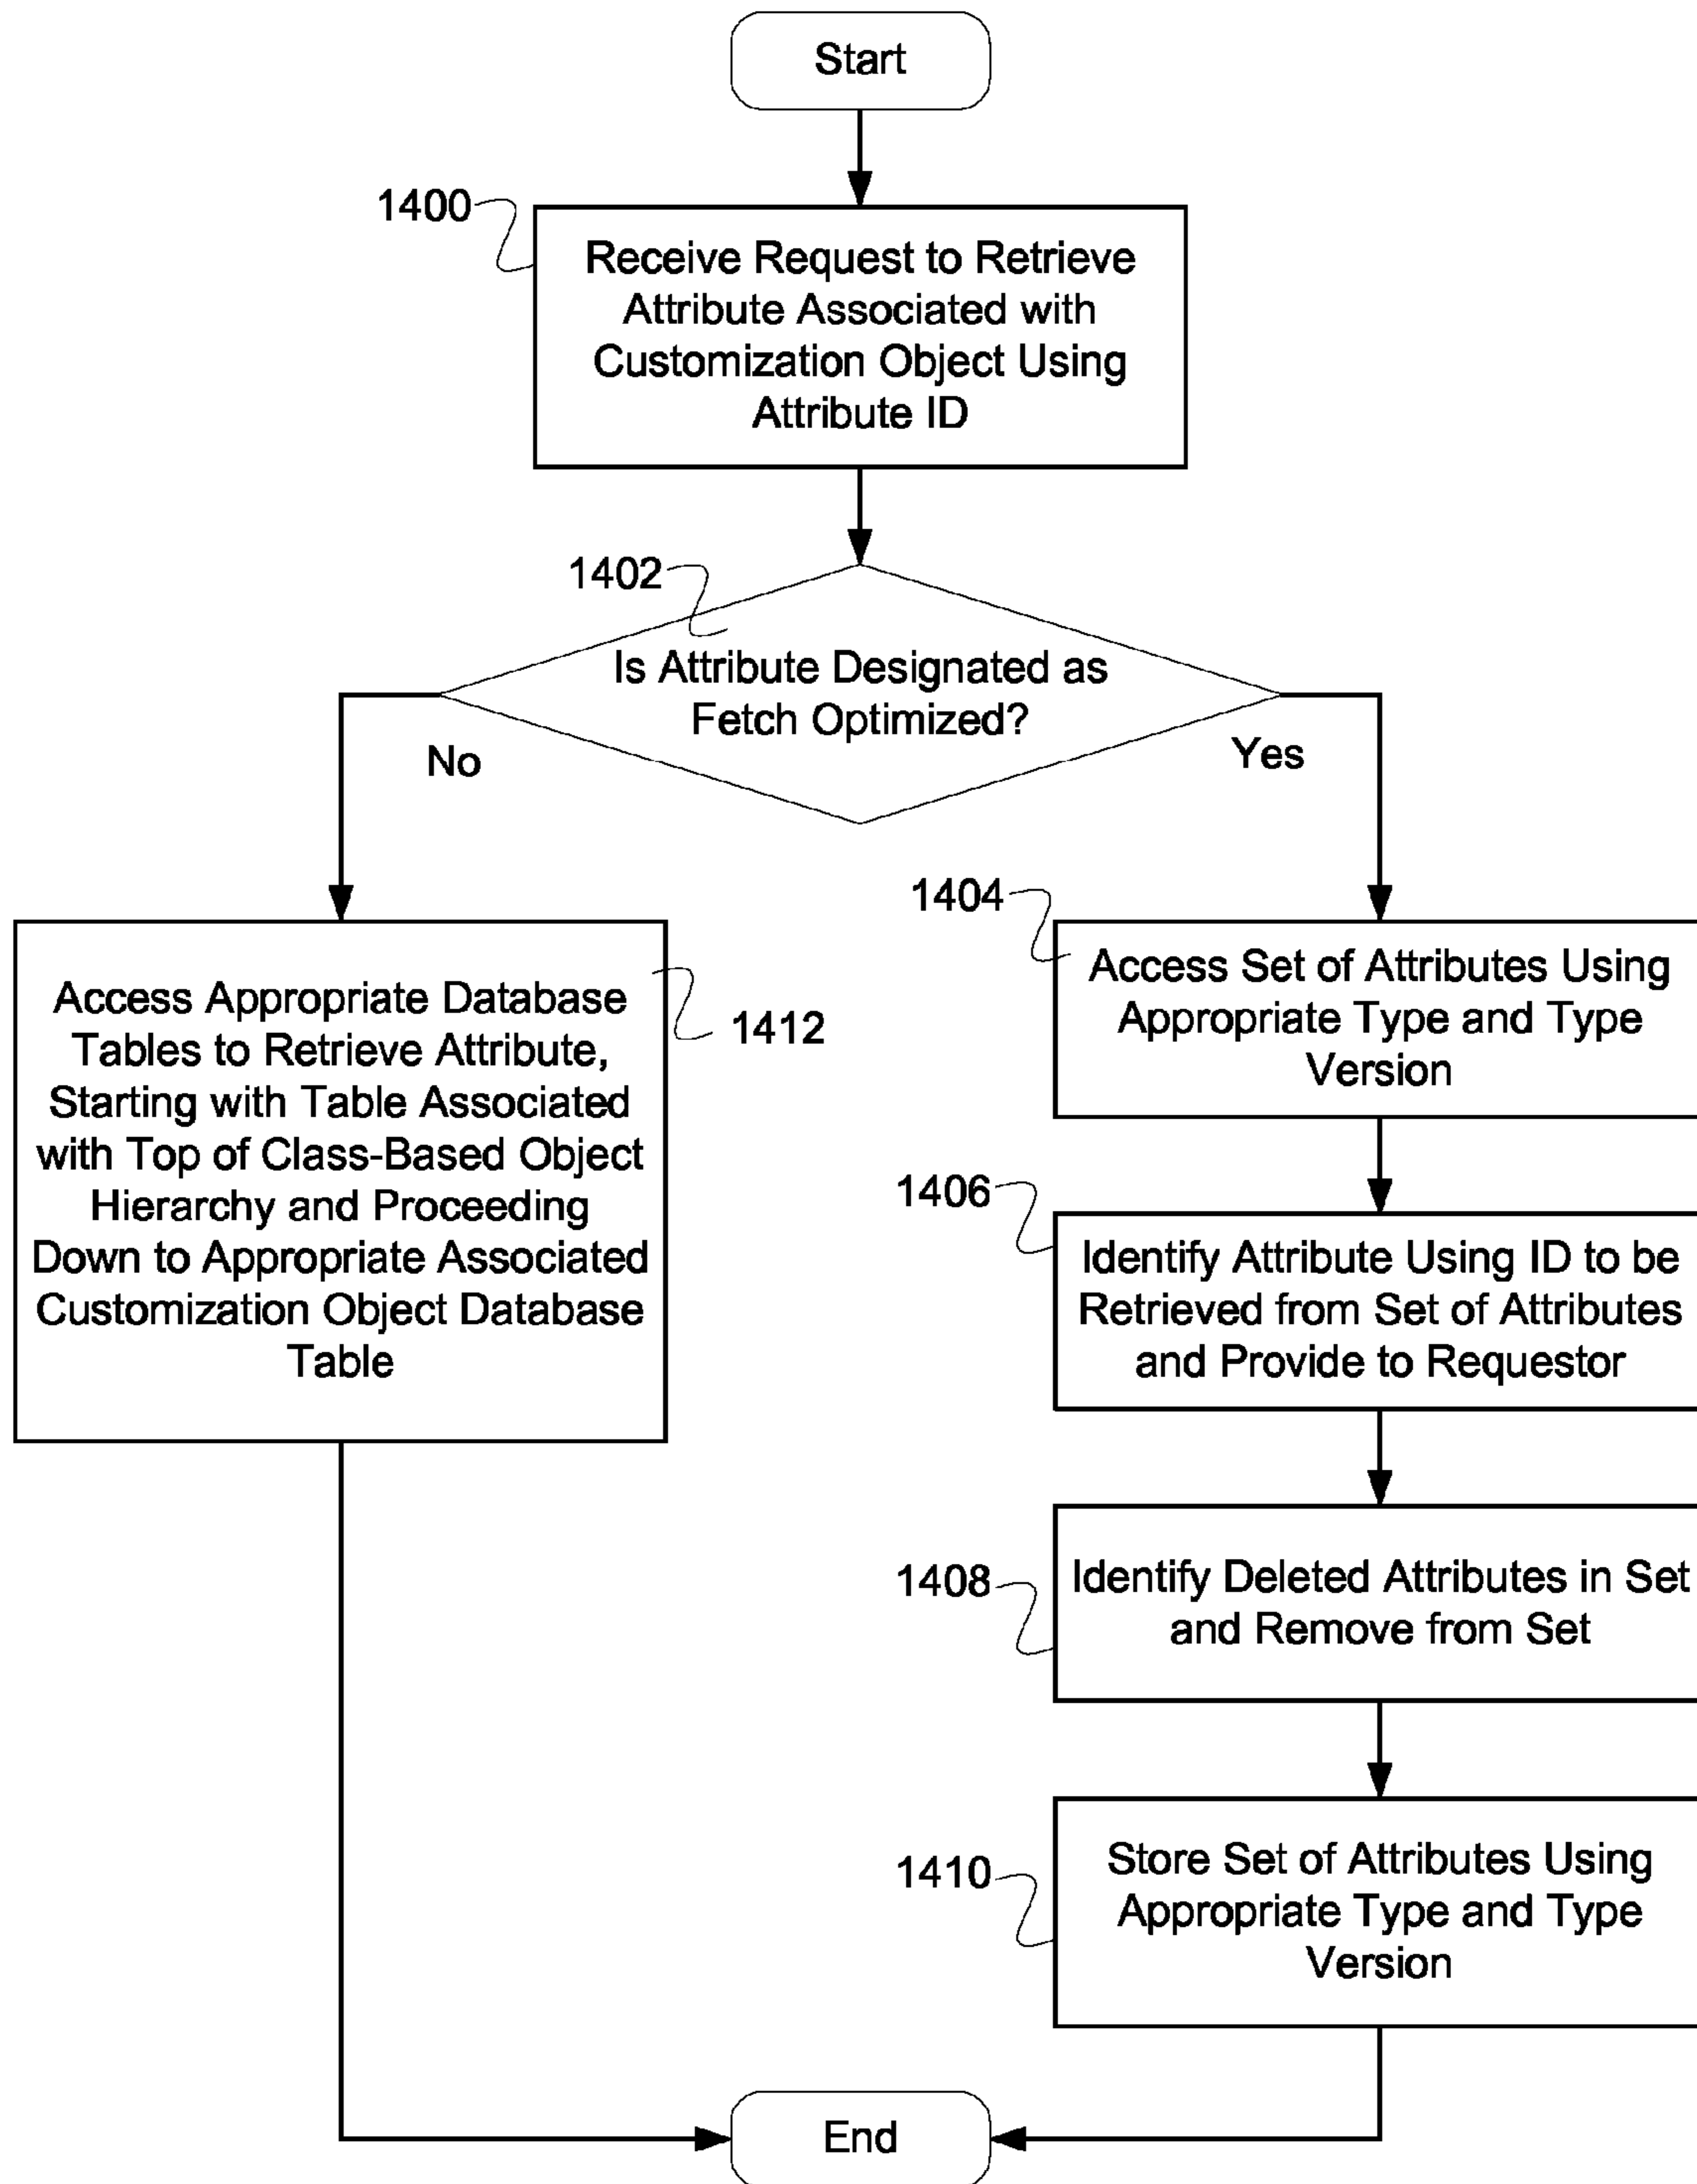 Start
1400
Receive Request to Retrieve
Attribute Associated with
Customization Object Using
Attribute ID
1402
Is Attribute Designated as
Fetch Optimized?
No
Yes
1412
Access Appropriate Database
Tables to Retrieve Attribute,
Starting with Table Associated
with Top of Class-Based Object
Hierarchy and Proceeding
Down to Appropriate Associated
Customization Object Database
Table
1404
Access Set of Attributes Using
Appropriate Type and Type
Version
1406
Identify Attribute Using ID to be
Retrieved from Set of Attributes
and Provide to Requestor
1408
Identify Deleted Attributes in Set
and Remove from Set
1410
Store Set of Attributes Using
Appropriate Type and Type
Version
End